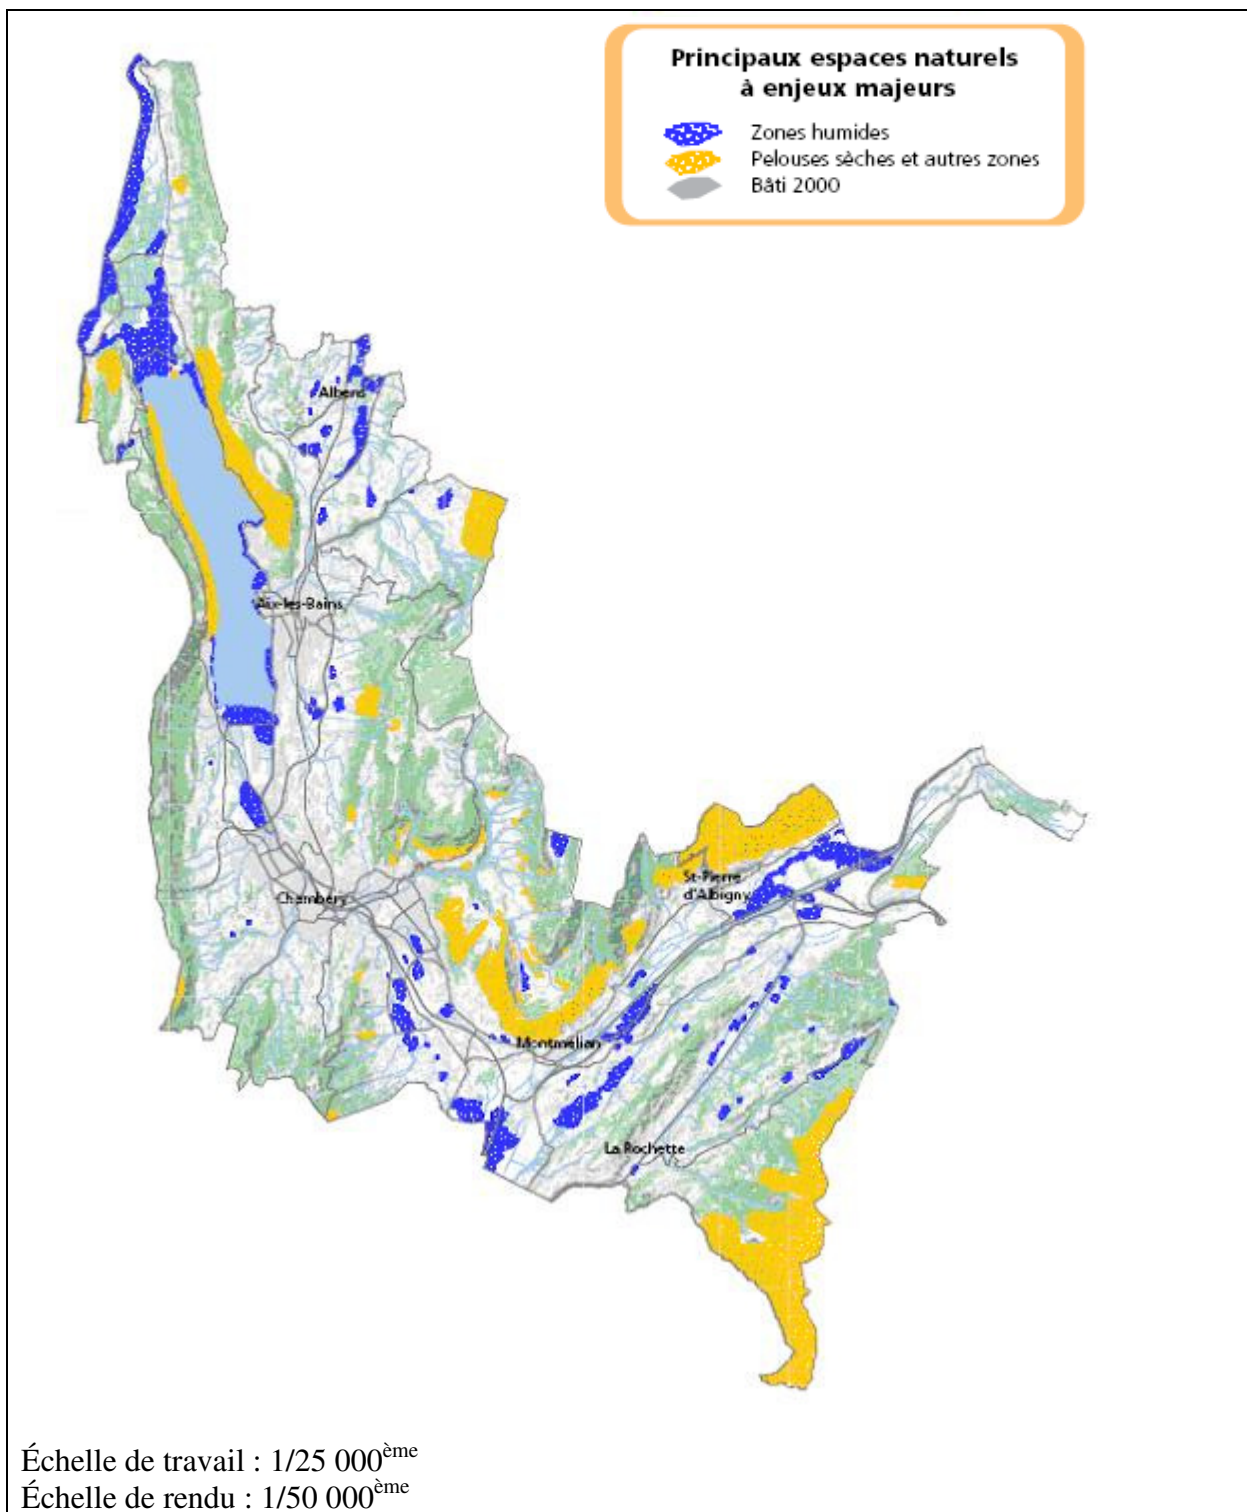 Principaux espaces naturels
à enjeux majeurs
Zones humides
Pelouses sèches et autres zones
Bâti 2000
Albens
Aix-les-Bains
St-Pierre
d'Albigny
Chambéry
Montmélian
La Rochette
Échelle de travail : 1/25 000ème
Échelle de rendu : 1/50 000ème